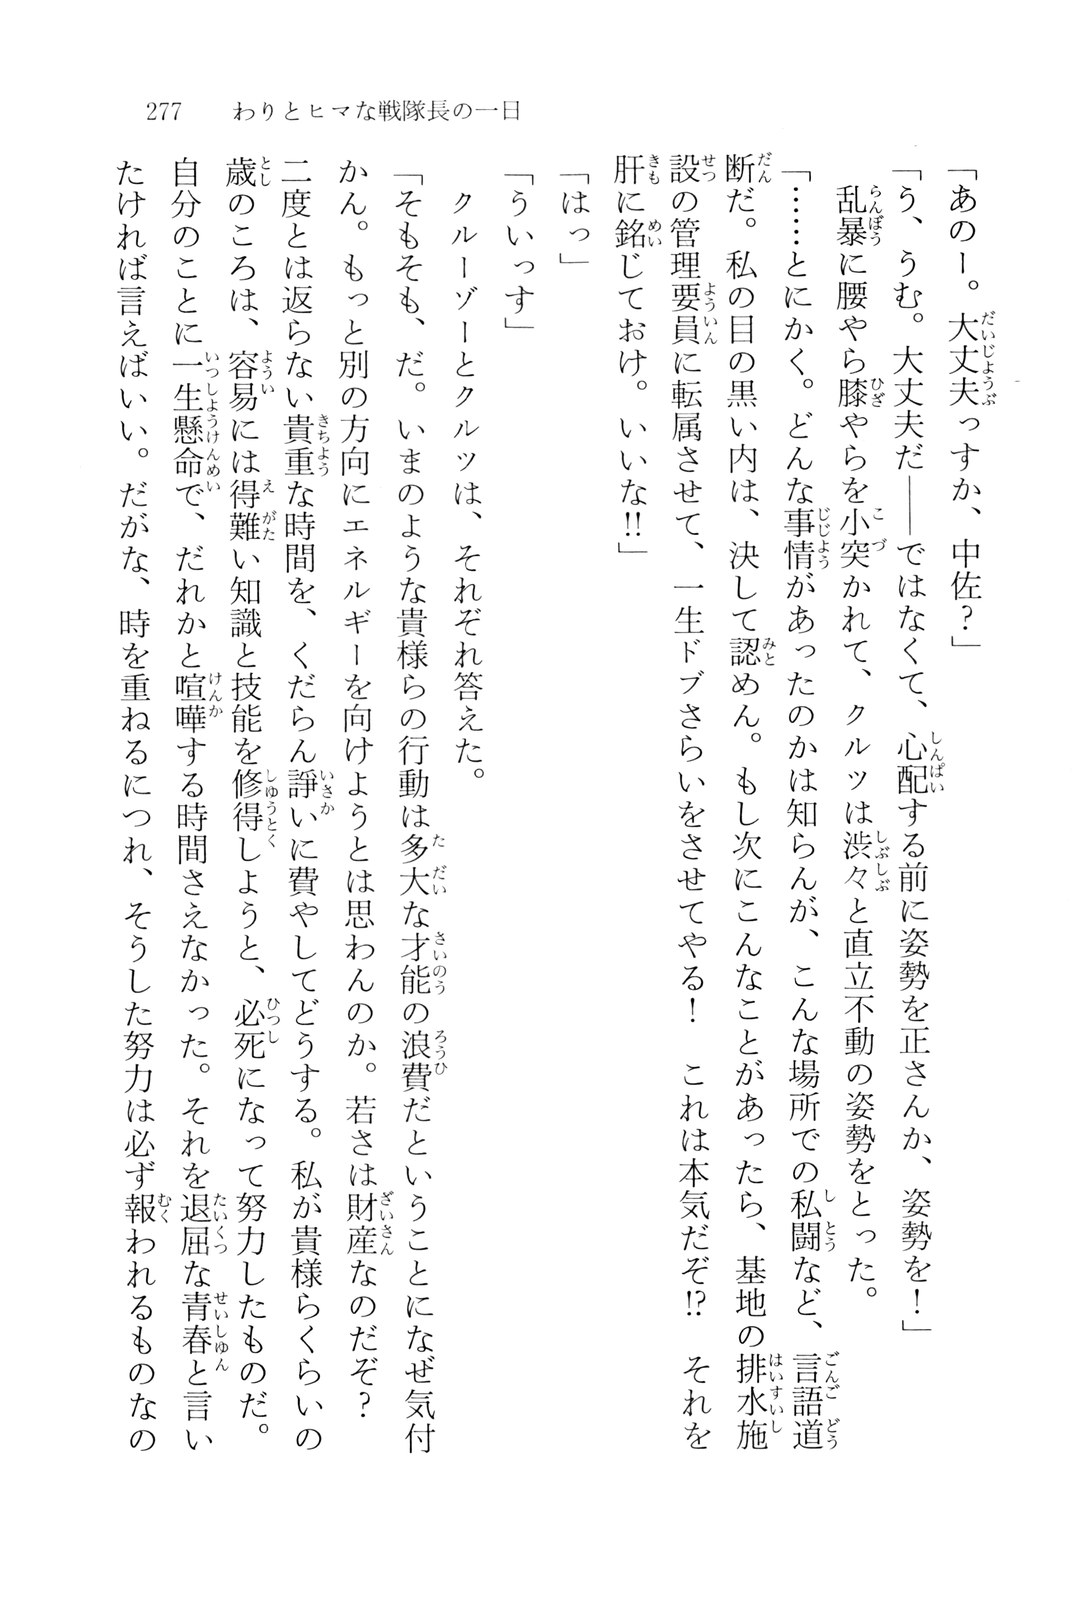 277 わりとヒマな戦隊長の一日
「あのー。大丈夫っすか、中佐?」
「う、うむ。大丈夫だ――ではなくて、心配する前に姿勢を正さんか、姿勢を!」
乱暴に腰やら膝やらを小突かれて、クルツは渋々と直立不動の姿勢をとった。
「……とにかく。どんな事情があったのかは知らんが、こんな場所での私闘など、言語道
断だ。私の目の黒い内は、決して認めん。もし次にこんなことがあったら、基地の排水施
設の管理要員に転属させて、一生ドブさらいをさせてやる! これは本気だぞ!? それを
肝に銘じておけ。いいな!!」
「はっ」
「ういっす」
クルーゾーとクルツは、それぞれ答えた。
「そもそも、だ。いまのような貴様らの行動は多大な才能の浪費だということになぜ気付
かん。もっと別の方向にエネルギーを向けようとは思わんのか。若さは財産なのだぞ?
二度とは返らない貴重な時間を、くだらん諍いに費やしてどうする。私が貴様らくらいの
歳のころは、容易には得難い知識と技能を修得しようと、必死になって努力したものだ。
自分のことに一生懸命で、だれかと喧嘩する時間さえなかった。それを退屈な青春と言い
たければ言えばいい。だがな、時を重ねるにつれ、そうした努力は必ず報われるものなの